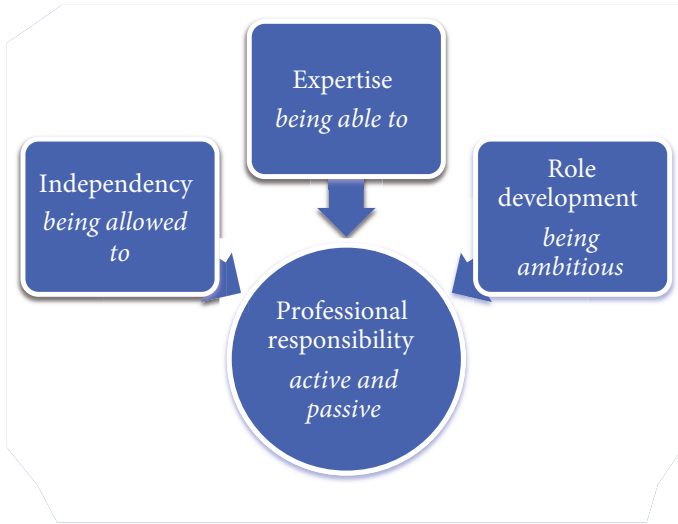 Expertise
being able to
Independency
being allowed
to
Role
development
being
ambitious
Professional
responsibility
active and
passive